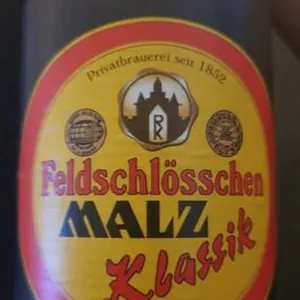 Privatbrauerei seit 1852
Feldschlösschen
MALZ
Klassik